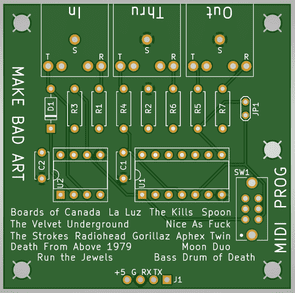 In Thru Out
S S S
T R T R T R
MAKE BAD ART
D1 R3 R1 R4 R2 R6 R5 R7 JP1
C2 C1
U2 U1
SW1
MIDI PROG
Boards of Canada La Luz The Kills Spoon
The Velvet Underground Nice As Fuck
The Strokes Radiohead Gorillaz Aphex Twin
Death From Above 1979 Moon Duo
Run the Jewels Bass Drum of Death
+5 G RX TX J1